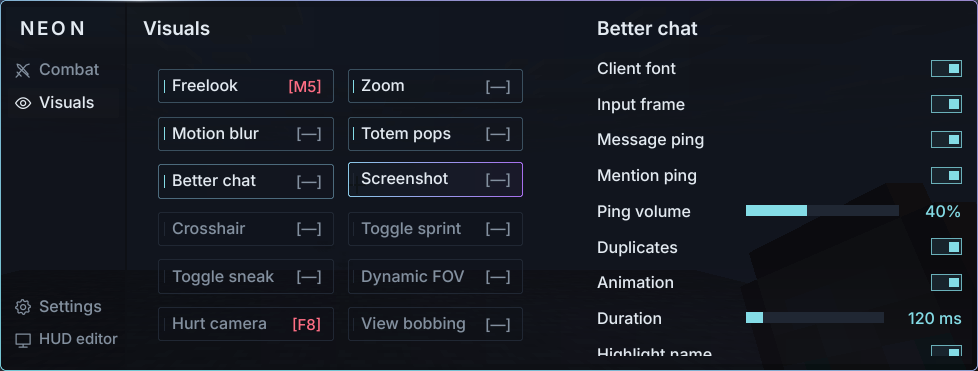 NEON
Combat
Visuals
Settings
HUD editor
Visuals
Freelook [M5]
Zoom [—]
Motion blur [—]
Totem pops [—]
Better chat [—]
Screenshot [—]
Crosshair [—]
Toggle sprint [—]
Toggle sneak [—]
Dynamic FOV [—]
Hurt camera [F8]
View bobbing [—]
Better chat
Client font
Input frame
Message ping
Mention ping
Ping volume 40%
Duplicates
Animation
Duration 120 ms
Highlight name